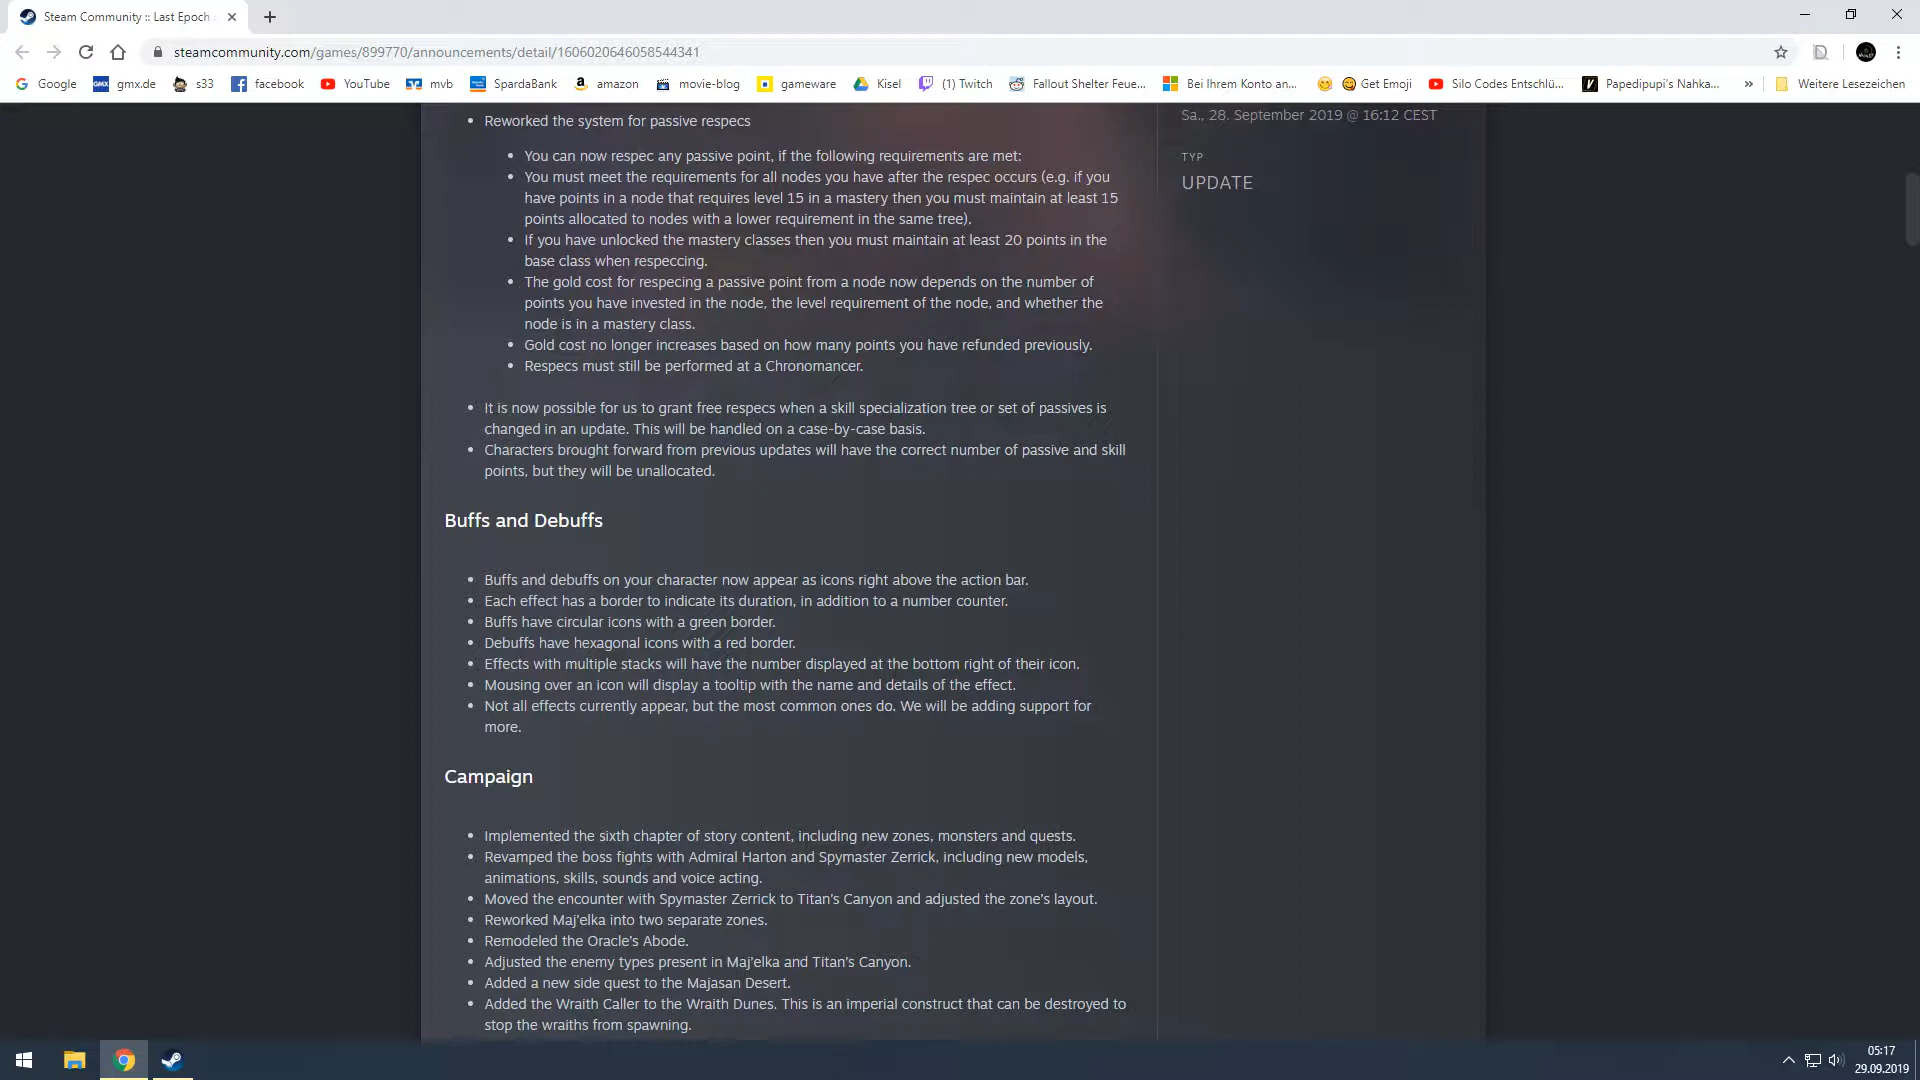 Steam Community :: Last Epoch
steamcommunity.com/games/899770/announcements/detail/1606020646058544341
Google gmx.de s33 facebook YouTube mvb SpardaBank amazon movie-blog gameware Kisel (1) Twitch Fallout Shelter Feue... Bei Ihrem Konto an... Get Emoji Silo Codes Entschlü... Papedipupi's Nahka... » Weitere Lesezeichen
Sa., 28. September 2019 @ 16:12 CEST
TYP
UPDATE
• Reworked the system for passive respecs
• You can now respec any passive point, if the following requirements are met:
• You must meet the requirements for all nodes you have after the respec occurs (e.g. if you
have points in a node that requires level 15 in a mastery then you must maintain at least 15
points allocated to nodes with a lower requirement in the same tree).
• If you have unlocked the mastery classes then you must maintain at least 20 points in the
base class when respeccing.
• The gold cost for respecing a passive point from a node now depends on the number of
points you have invested in the node, the level requirement of the node, and whether the
node is in a mastery class.
• Gold cost no longer increases based on how many points you have refunded previously.
• Respecs must still be performed at a Chronomancer.
• It is now possible for us to grant free respecs when a skill specialization tree or set of passives is
changed in an update. This will be handled on a case-by-case basis.
• Characters brought forward from previous updates will have the correct number of passive and skill
points, but they will be unallocated.
Buffs and Debuffs
• Buffs and debuffs on your character now appear as icons right above the action bar.
• Each effect has a border to indicate its duration, in addition to a number counter.
• Buffs have circular icons with a green border.
• Debuffs have hexagonal icons with a red border.
• Effects with multiple stacks will have the number displayed at the bottom right of their icon.
• Mousing over an icon will display a tooltip with the name and details of the effect.
• Not all effects currently appear, but the most common ones do. We will be adding support for
more.
Campaign
• Implemented the sixth chapter of story content, including new zones, monsters and quests.
• Revamped the boss fights with Admiral Harton and Spymaster Zerrick, including new models,
animations, skills, sounds and voice acting.
• Moved the encounter with Spymaster Zerrick to Titan's Canyon and adjusted the zone's layout.
• Reworked Maj'elka into two separate zones.
• Remodeled the Oracle's Abode.
• Adjusted the enemy types present in Maj'elka and Titan's Canyon.
• Added a new side quest to the Majasan Desert.
• Added the Wraith Caller to the Wraith Dunes. This is an imperial construct that can be destroyed to
stop the wraiths from spawning.
05:17
29.09.2019